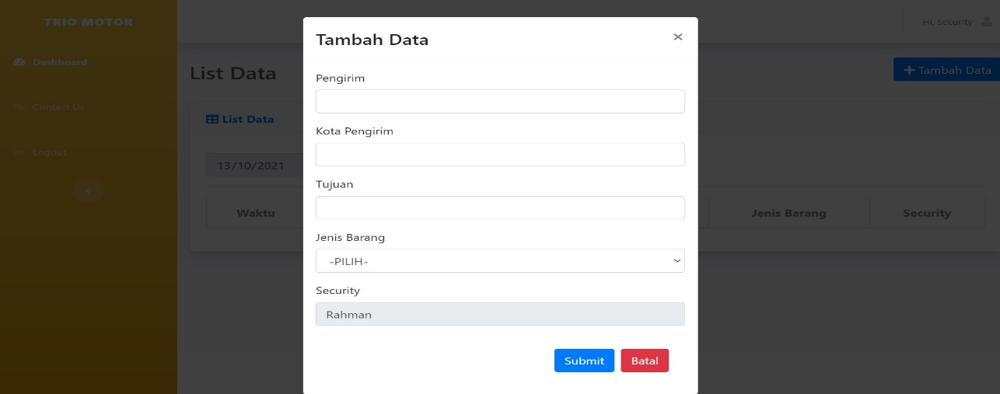 TRIO MOTOR
Dashboard
Contact Us
Logout
Hi, Security
List Data
Tambah Data
List Data
13/10/2021
Waktu
Jenis Barang
Security
Tambah Data
×
Pengirim
Kota Pengirim
Tujuan
Jenis Barang
-PILIH-
Security
Rahman
Submit
Batal